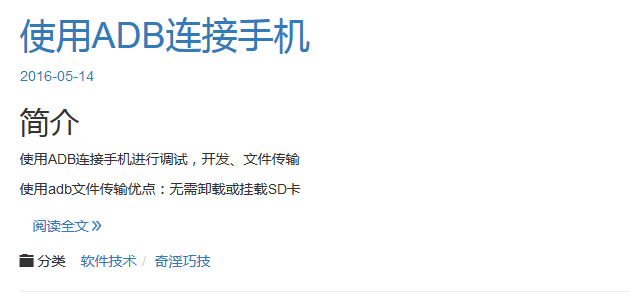 使用ADB连接手机
2016-05-14
简介
使用ADB连接手机进行调试，开发、文件传输
使用adb文件传输优点：无需卸载或挂载SD卡
阅读全文»
分类 软件技术 / 奇淫巧技